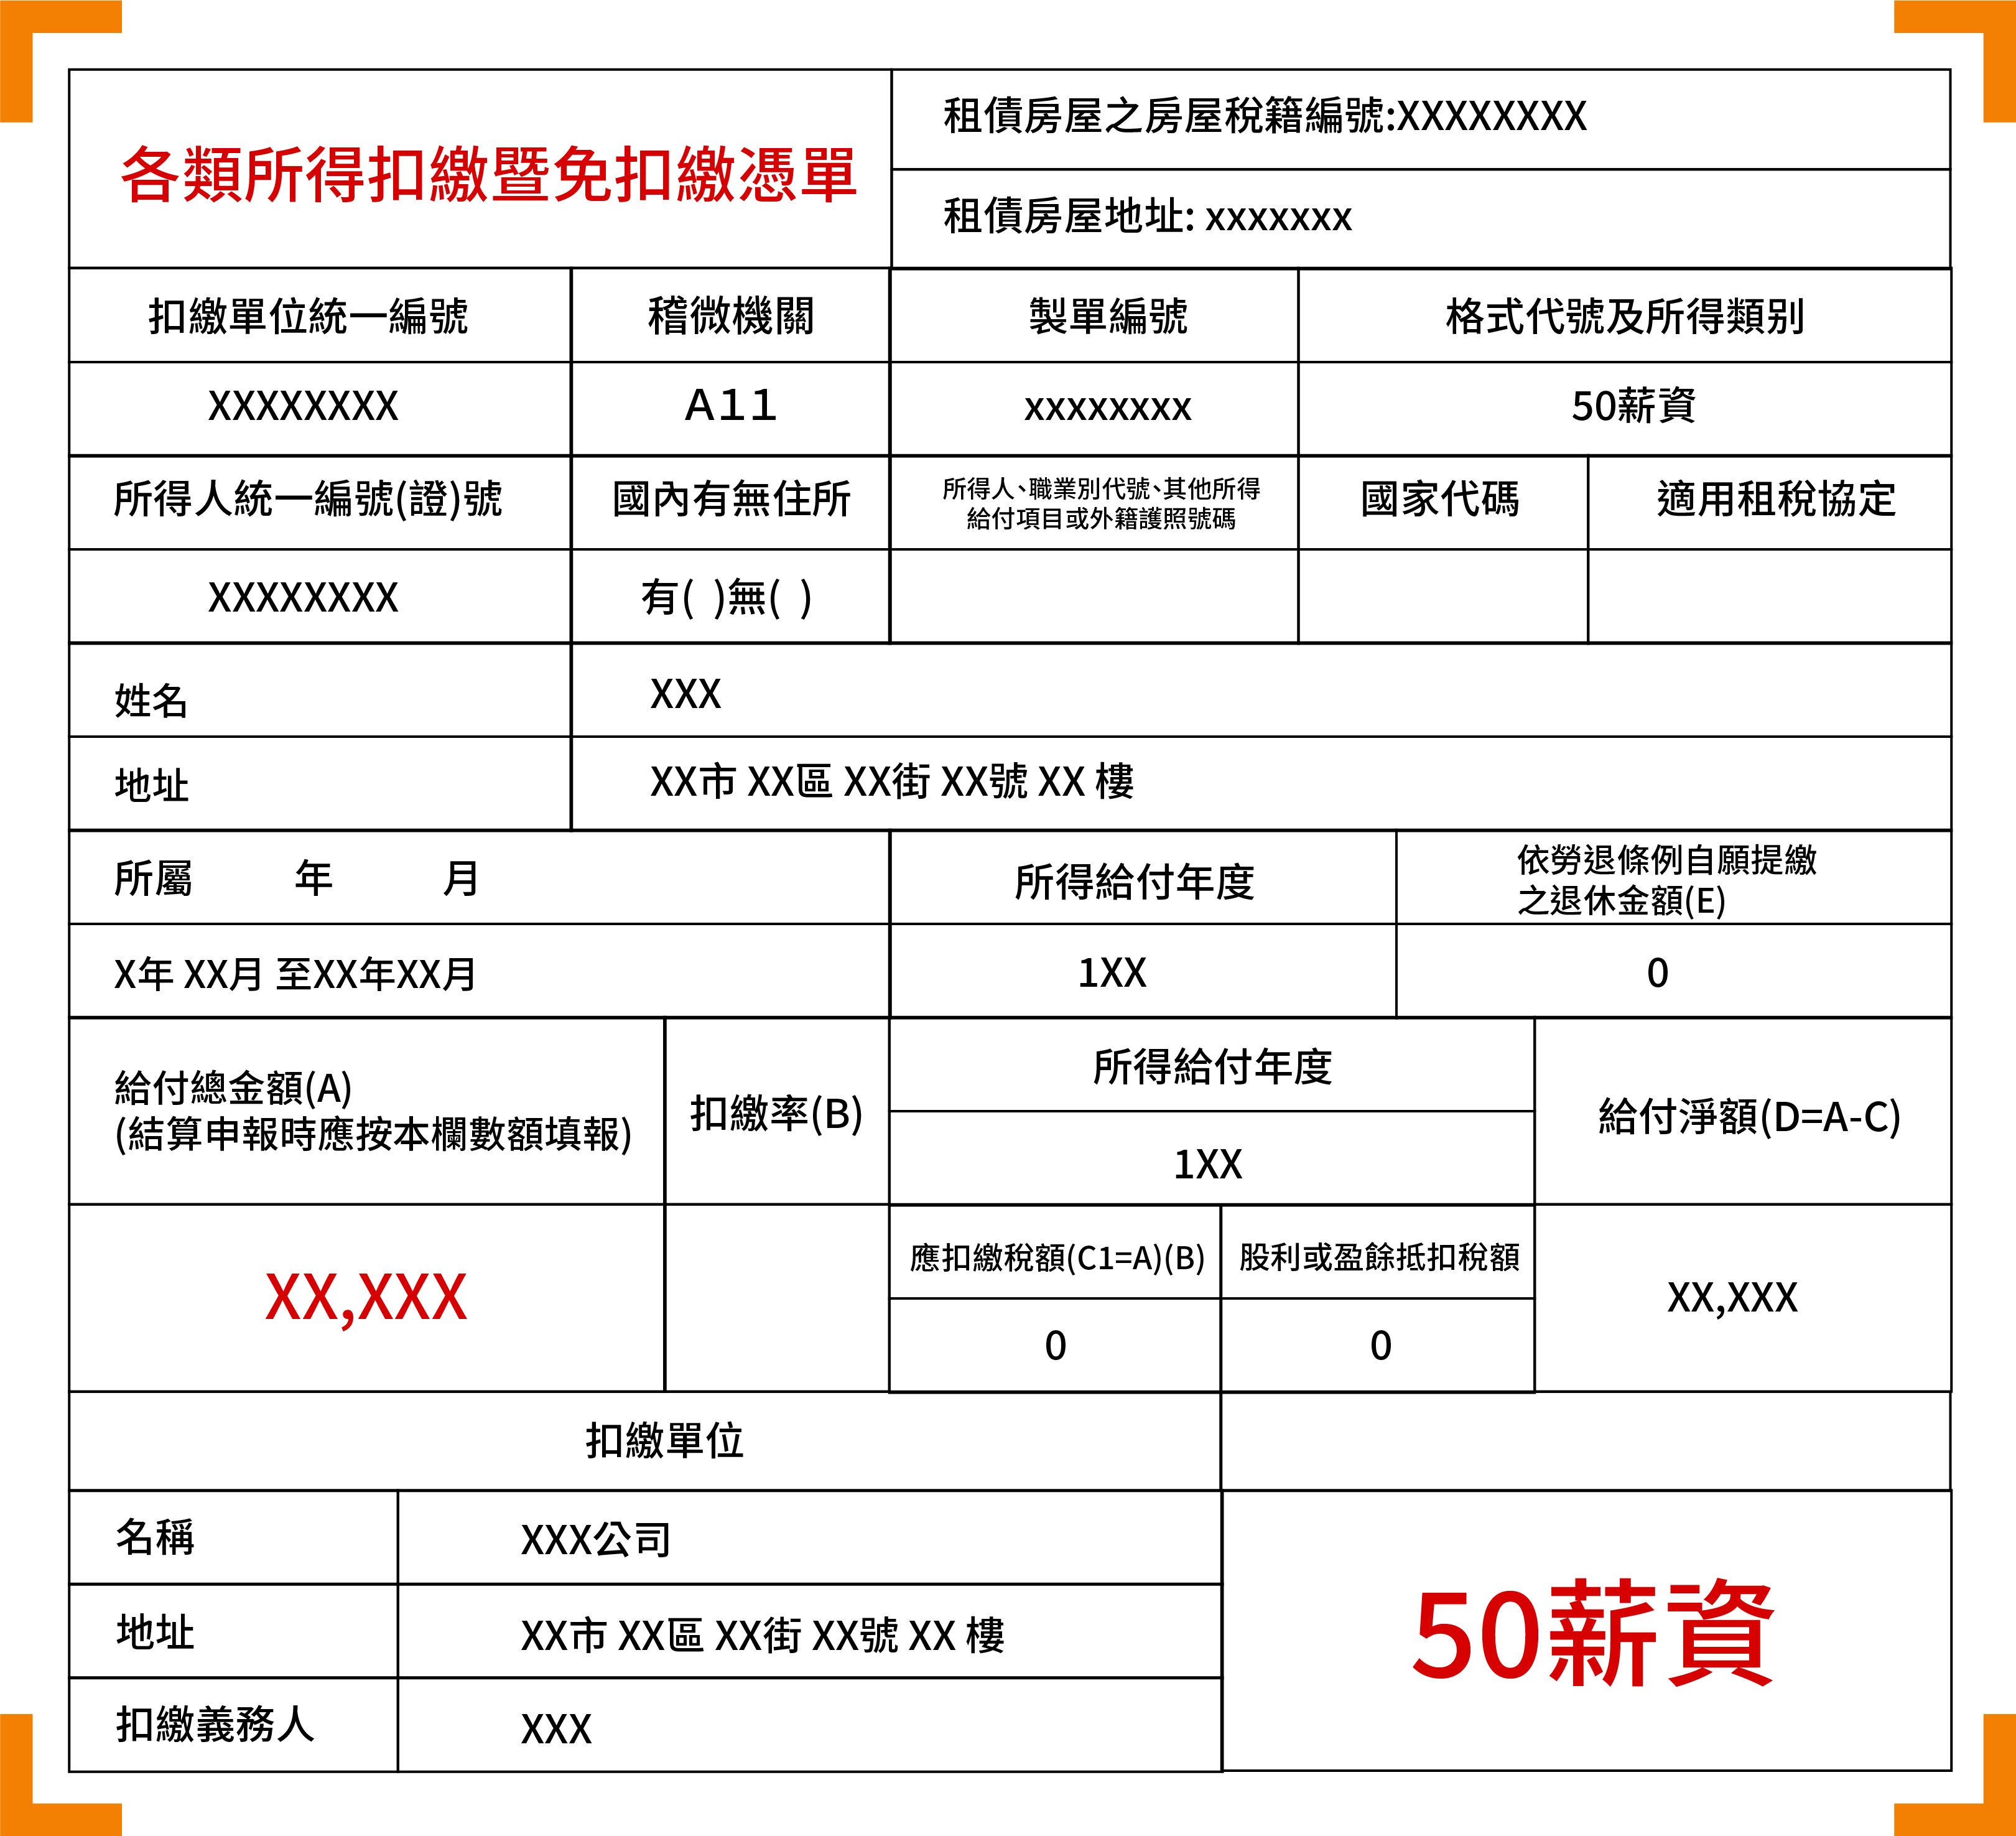 各類所得扣繳暨免扣繳憑單
租債房屋之房屋稅籍編號:XXXXXXXX
租債房屋地址: xxxxxxx
扣繳單位統一編號
稽微機關
製單編號
格式代號及所得類别
XXXXXXXX
A11
xxxxxxxx
50薪資
所得人統一編號(證)號
國內有無住所
所得人、職業別代號、其他所得
給付項目或外籍護照號碼
國家代碼
適用租稅協定
XXXXXXXX
有( )無( )
姓名
XXX
地址
XX市 XX區 XX街 XX號 XX 樓
所屬 年 月
所得給付年度
依勞退條例自願提繳
之退休金額(E)
X年 XX月 至XX年XX月
1XX
0
給付總金額(A)
(結算申報時應按本欄數額填報)
扣繳率(B)
所得給付年度
1XX
給付淨額(D=A-C)
XX,XXX
應扣繳稅額(C1=A)(B)
股利或盈餘抵扣稅額
0
0
XX,XXX
扣繳單位
名稱
XXX公司
地址
XX市 XX區 XX街 XX號 XX 樓
扣繳義務人
XXX
50薪資